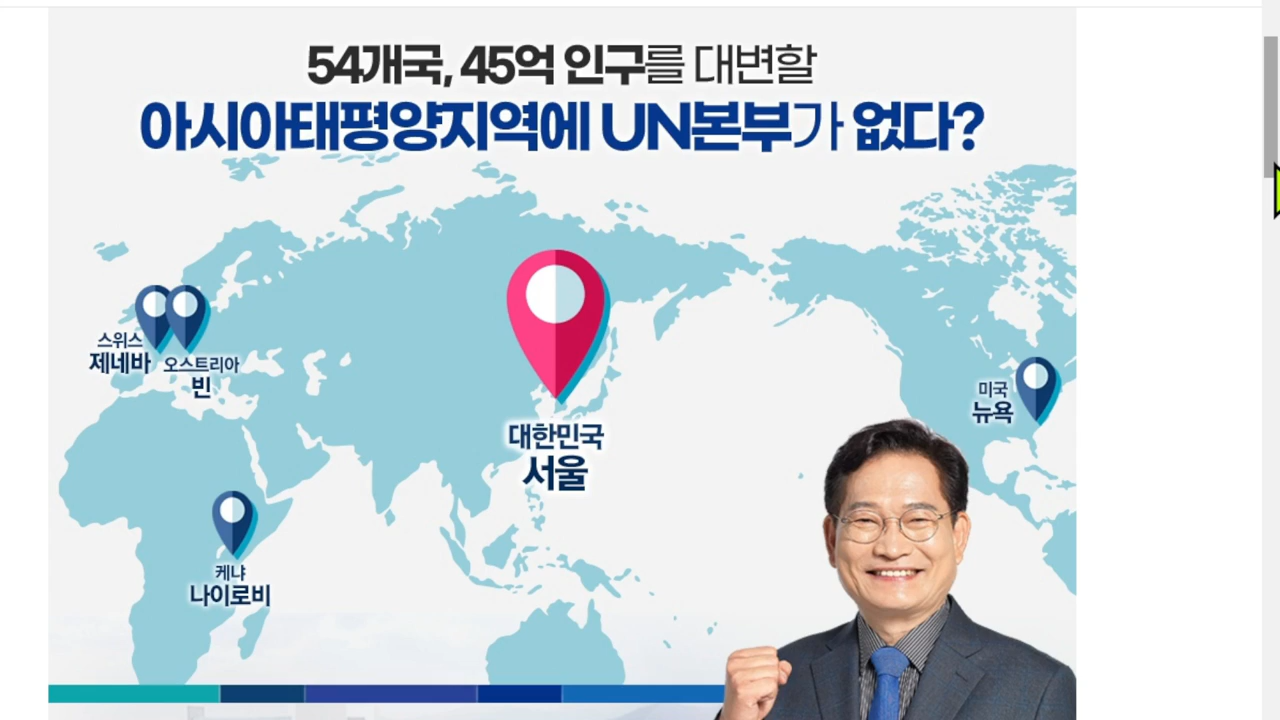 54개국, 45억 인구를 대변할
아시아태평양지역에 UN본부가 없다?
스위스
제네바
오스트리아
빈
대한민국
서울
미국
뉴욕
케냐
나이로비